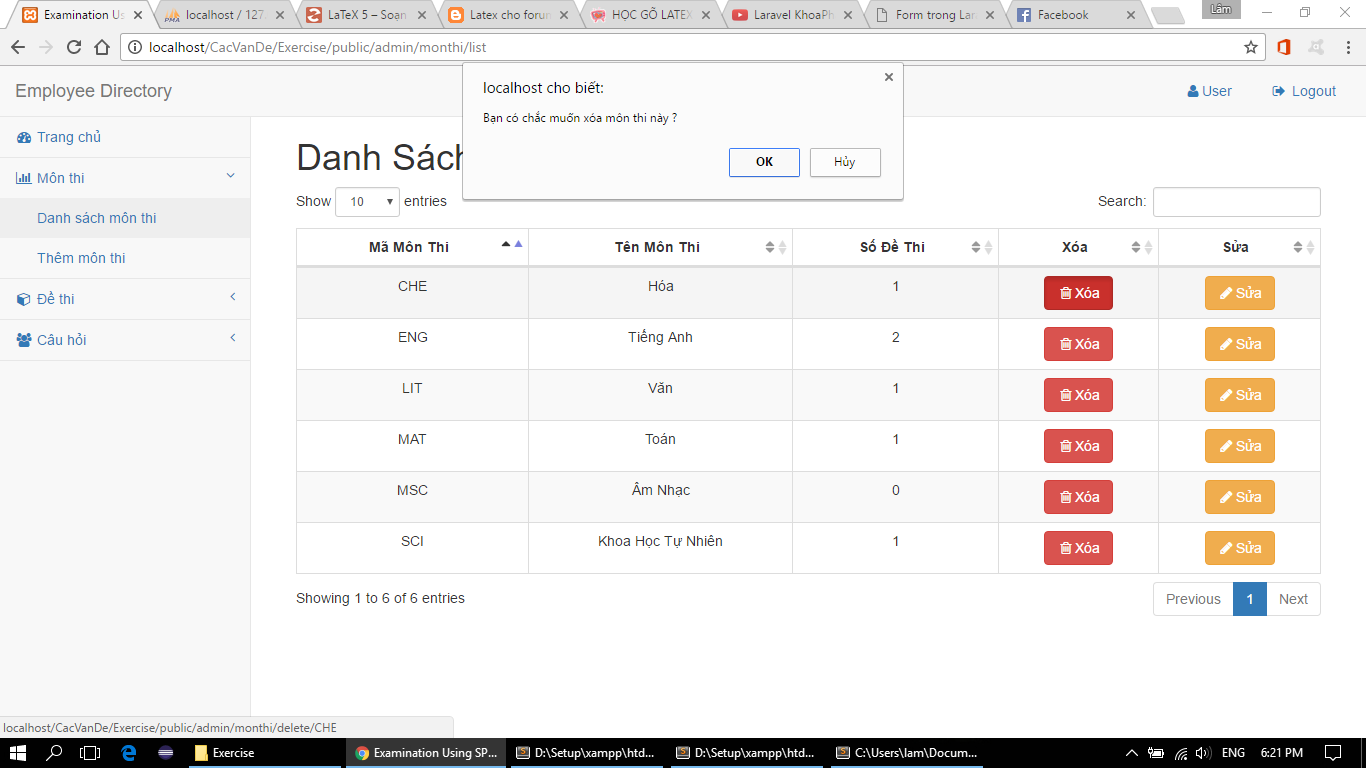 Examination Us
localhost / 127.
LaTeX 5 – Soan
Latex cho forun
HỌC GÕ LATEX
Laravel KhoaPh
Form trong Lar
Facebook
Lâm
localhost/CacVanDe/Exercise/public/admin/monthi/list
Employee Directory
User
Logout
localhost cho biết:
Bạn có chắc muốn xóa môn thi này ?
OK
Hủy
Trang chủ
Môn thi
Danh sách môn thi
Thêm môn thi
Đề thi
Câu hỏi
Danh Sách
Show 10 entries
Search:
Mã Môn Thi Tên Môn Thi Số Đề Thi Xóa Sửa
CHE Hóa 1 Xóa Sửa
ENG Tiếng Anh 2 Xóa Sửa
LIT Văn 1 Xóa Sửa
MAT Toán 1 Xóa Sửa
MSC Âm Nhạc 0 Xóa Sửa
SCI Khoa Học Tự Nhiên 1 Xóa Sửa
Showing 1 to 6 of 6 entries
Previous 1 Next
localhost/CacVanDe/Exercise/public/admin/monthi/delete/CHE
Exercise
Examination Using SP...
D:\Setup\xampp\htd...
D:\Setup\xampp\htd...
C:\Users\lam\Docum...
ENG
6:21 PM